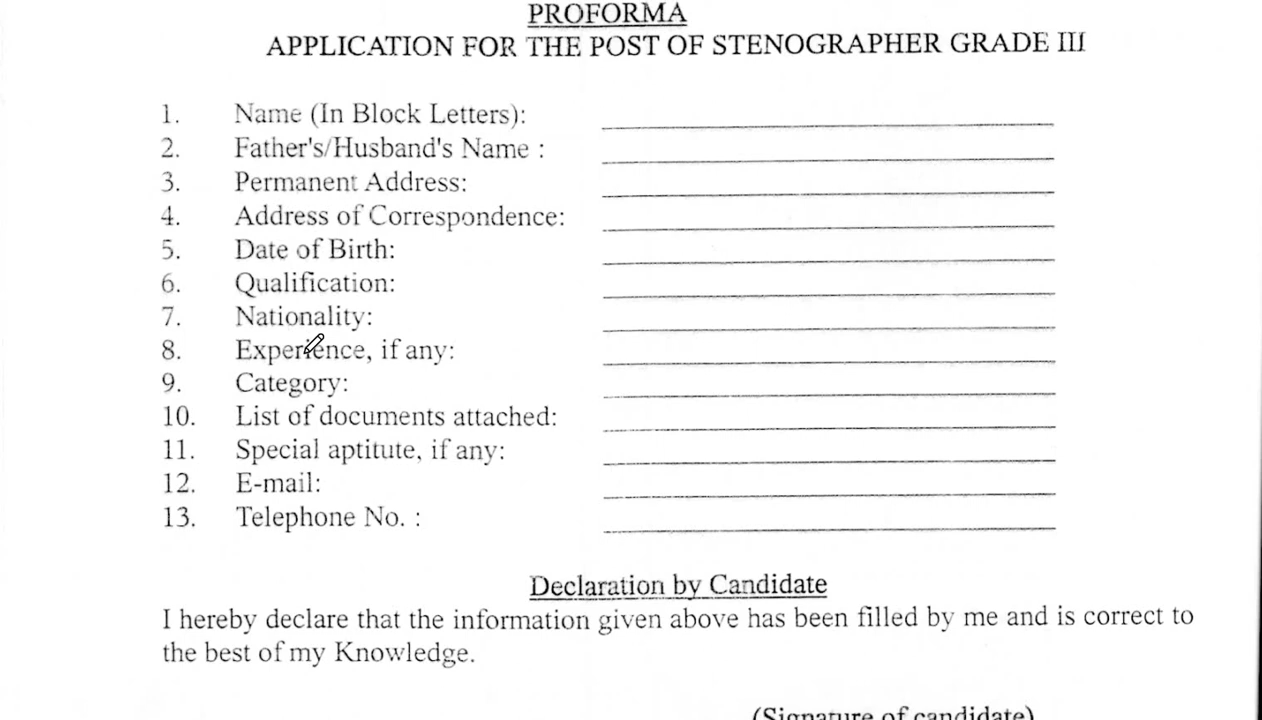 PROFORMA
APPLICATION FOR THE POST OF STENOGRAPHER GRADE III
1. Name (In Block Letters):
2. Father's/Husband's Name :
3. Permanent Address:
4. Address of Correspondence:
5. Date of Birth:
6. Qualification:
7. Nationality:
8. Experience, if any:
9. Category:
10. List of documents attached:
11. Special aptitute, if any:
12. E-mail:
13. Telephone No. :
Declaration by Candidate
I hereby declare that the information given above has been filled by me and is correct to
the best of my Knowledge.
(Signature of candidate)